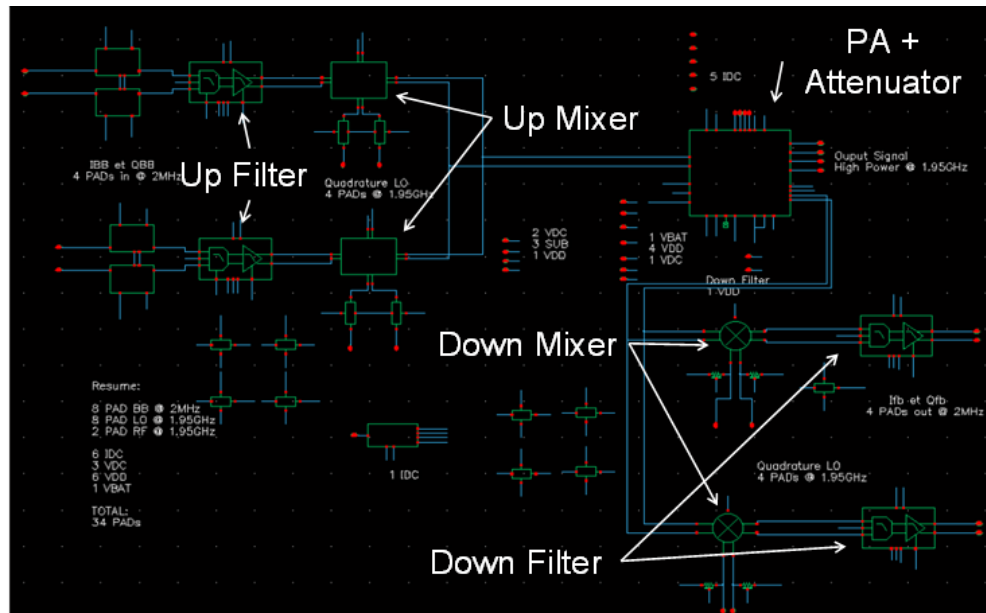 PA +
Attenuator
5 IDC
Up Mixer
IBB et QBB
4 PADs in @ 2MHz
Up Filter
Quadrature LO
4 PADs @ 1.95GHz
Ouput Signal
High Power @ 1.95GHz
2 VDC
3 SUB
1 VDD
1 VBAT
4 VDD
1 VDC
8
Down Filter
1 VDD
Down Mixer
Resume:
8 PAD BB @ 2MHz
8 PAD LO @ 1.95GHz
2 PAD RF @ 1.95GHz
6 IDC
3 VDC
6 VDD
1 VBAT
TOTAL:
34 PADs
1 IDC
Ifb et Qfb
4 PADs out @ 2MHz
Quadrature LO
4 PADs @ 1.95GHz
Down Filter